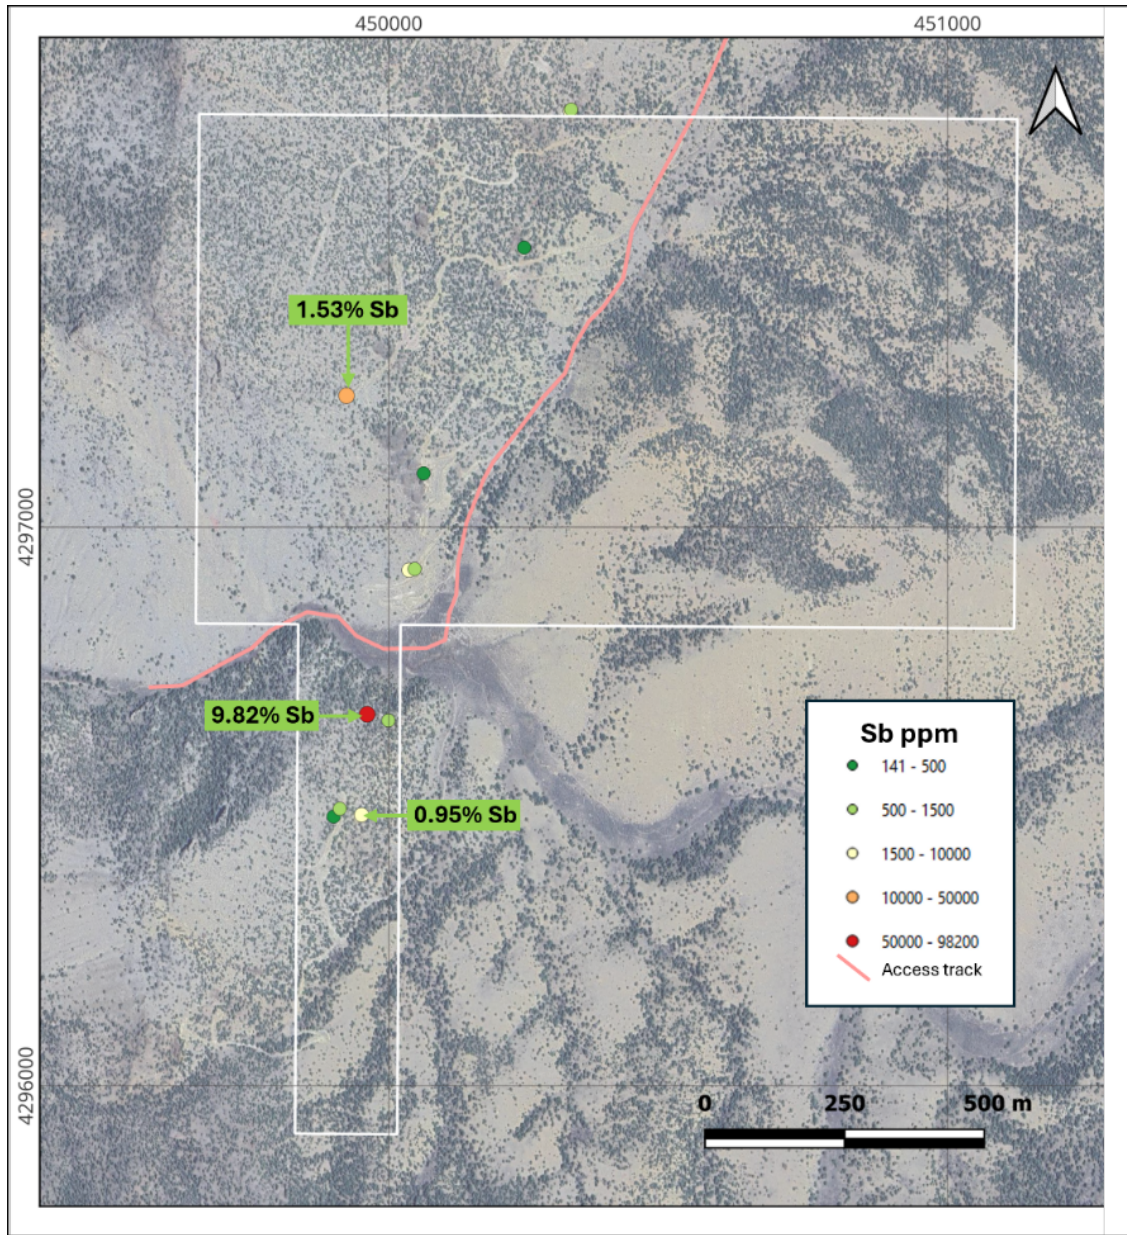 450000
451000
1.53% Sb
4297000
9.82% Sb
0.95% Sb
Sb ppm
141 - 500
500 - 1500
1500 - 10000
10000 - 50000
50000 - 98200
Access track
4296000
0 250 500 m